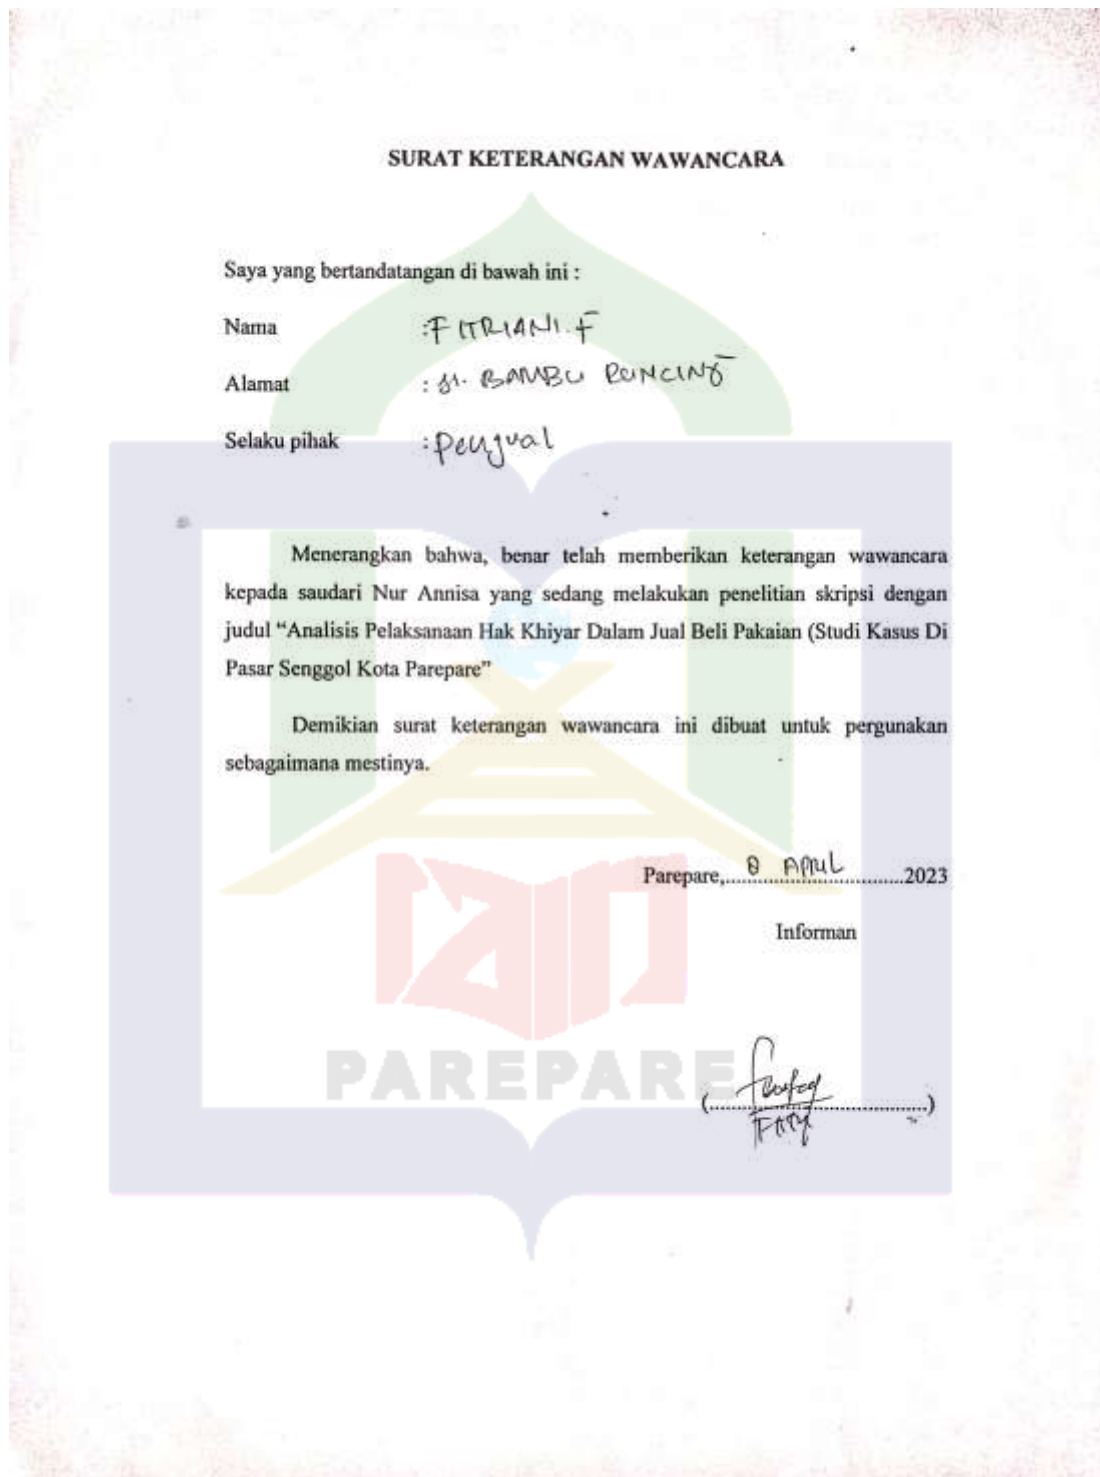 SURAT KETERANGAN WAWANCARA
Saya yang bertandatangan di bawah ini :
Nama : FITRIANI. F
Alamat : Jl. BAMBU RUNCING
Selaku pihak : Penjual
Menerangkan bahwa, benar telah memberikan keterangan wawancara
kepada saudari Nur Annisa yang sedang melakukan penelitian skripsi dengan
judul “Analisis Pelaksanaan Hak Khiyar Dalam Jual Beli Pakaian (Studi Kasus Di
Pasar Senggol Kota Parepare”
Demikian surat keterangan wawancara ini dibuat untuk pergunakan
sebagaimana mestinya.
Parepare,.... 8 APRIL ....2023
Informan
PAREPARE
(........................................)